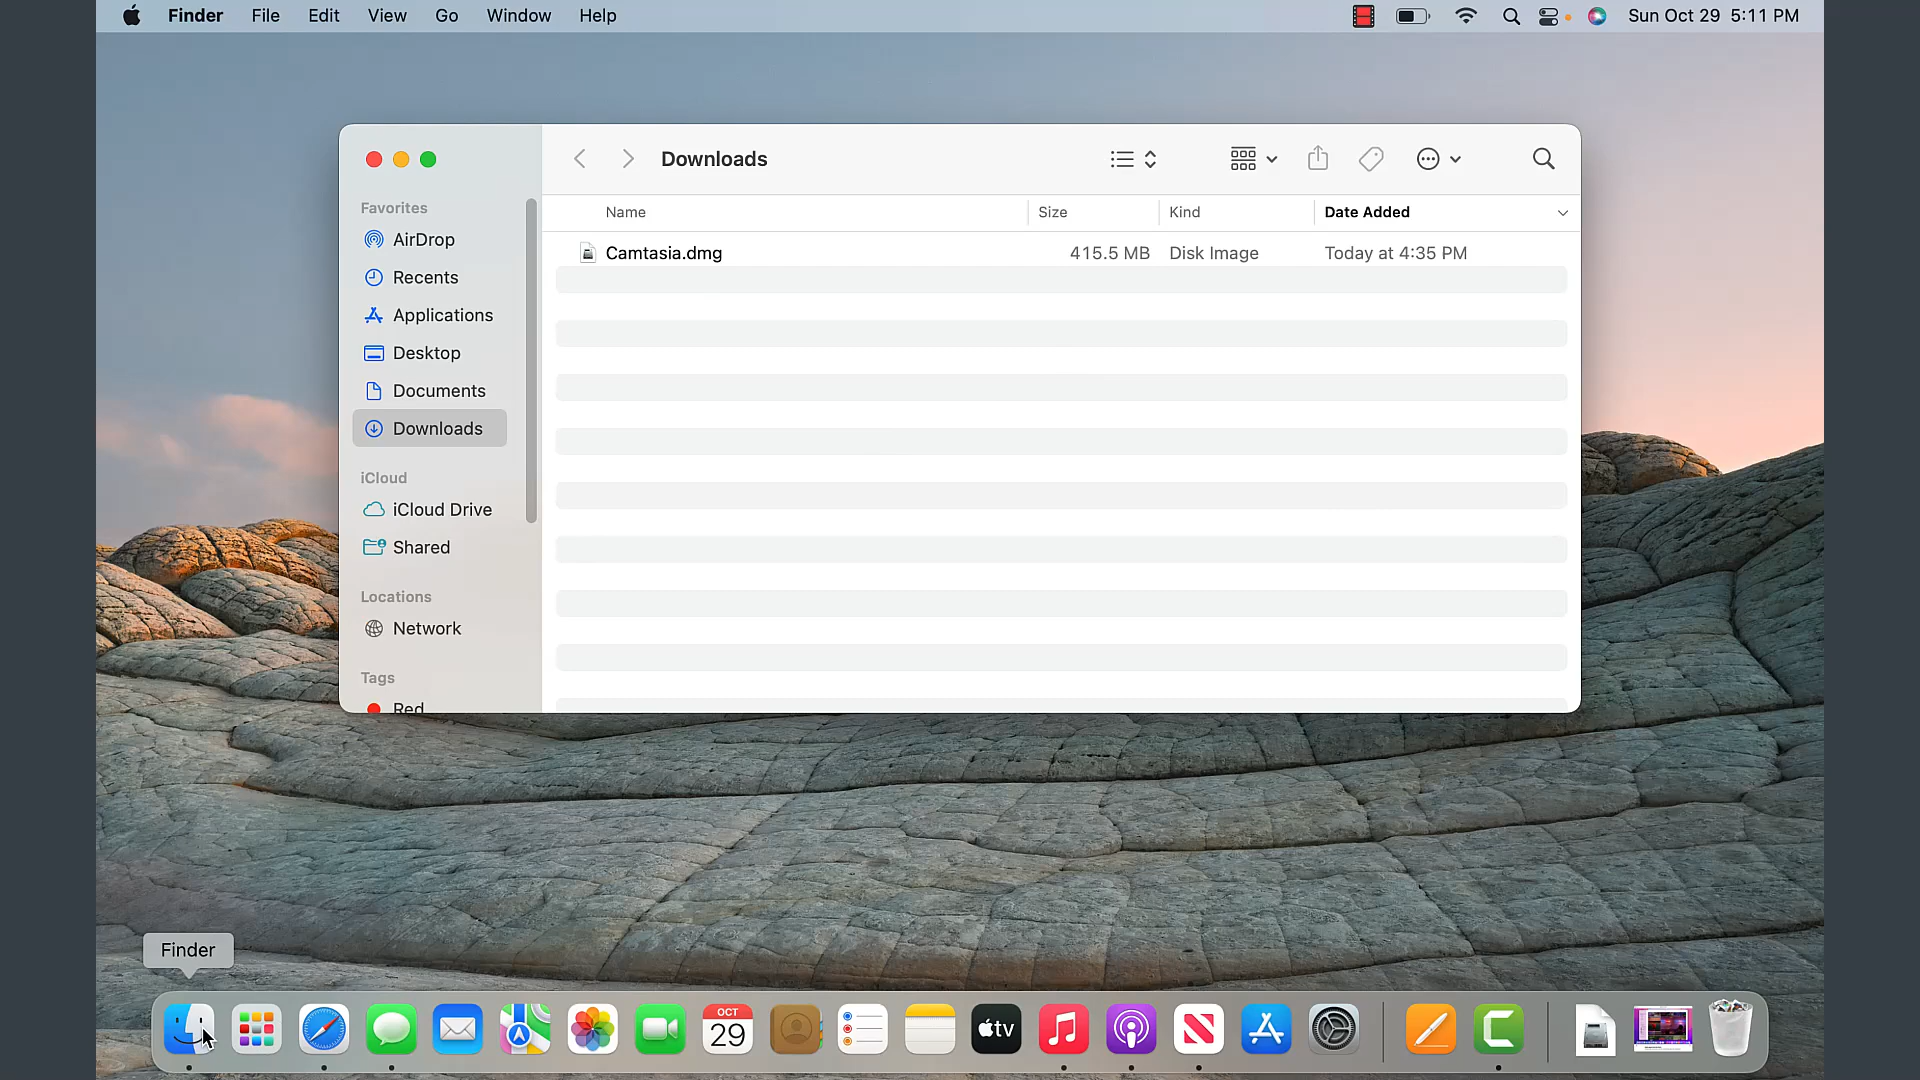 Finder File Edit View Go Window Help Sun Oct 29 5:11 PM
Downloads
Favorites
AirDrop
Recents
Applications
Desktop
Documents
Downloads
iCloud
iCloud Drive
Shared
Locations
Network
Tags
Red
Name Size Kind Date Added
Camtasia.dmg 415.5 MB Disk Image Today at 4:35 PM
Finder
OCT
29
tv